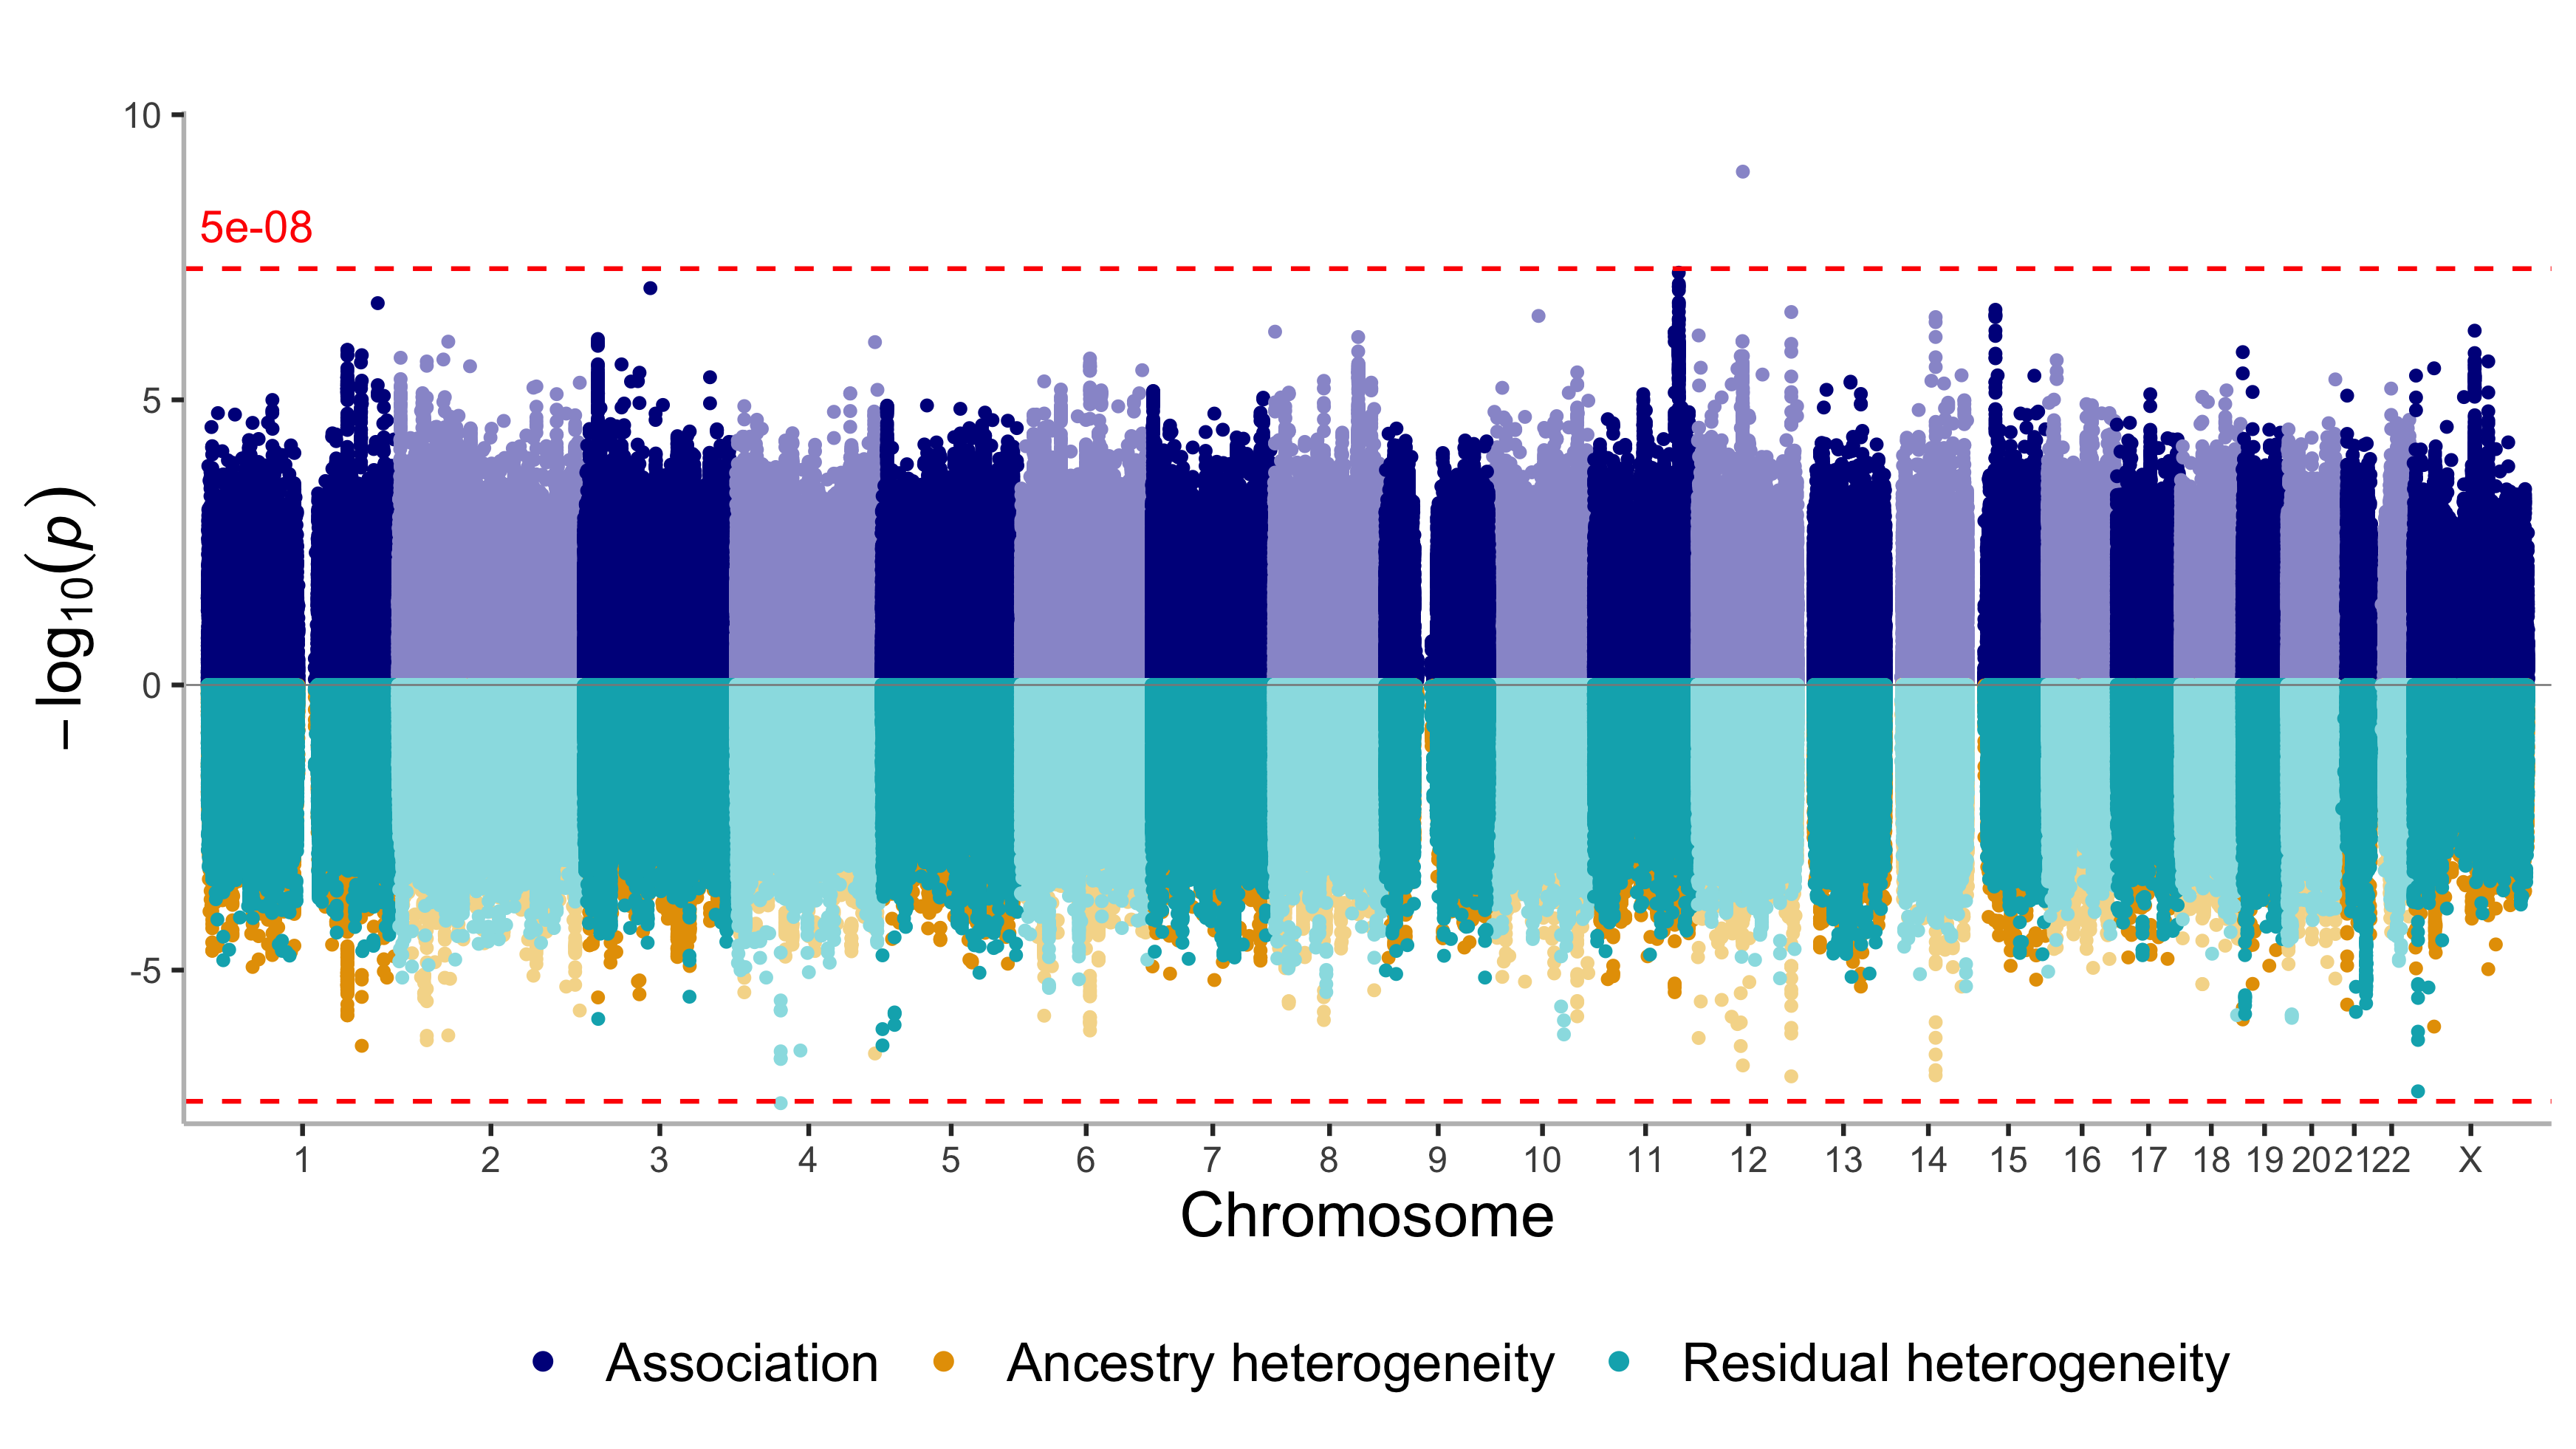 10
5e-08
5
0
-5
−log10(p)
1 2 3 4 5 6 7 8 9 10 11 12 13 14 15 16 17 18 19 20 21 22 X
Chromosome
Association Ancestry heterogeneity Residual heterogeneity